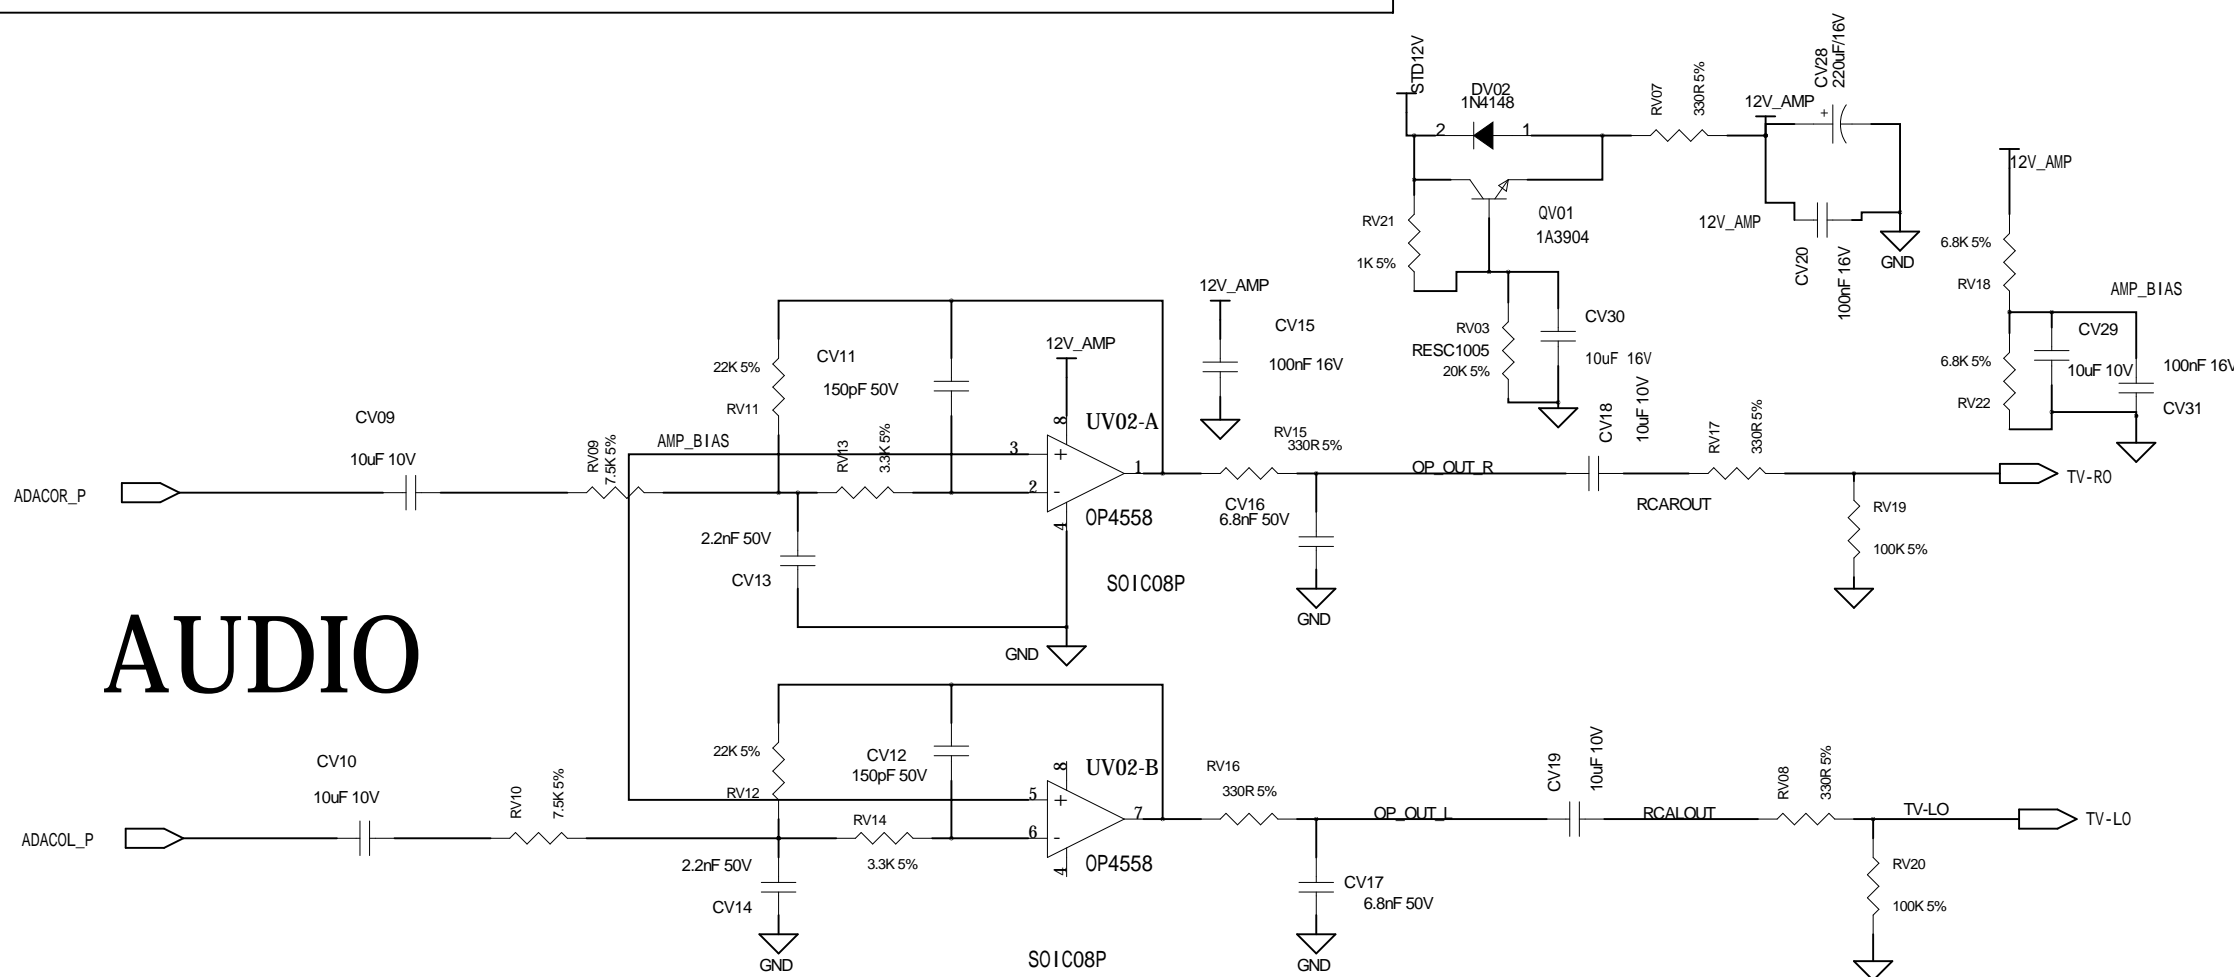 STD12V
DV02
1N4148
2
1
RV07
330R 5%
12V_AMP
CV28
220uF/16V
+
12V_AMP
RV21
1K 5%
QV01
1A3904
12V_AMP
CV20
100nF 16V
GND
6.8K 5%
RV18
AMP_BIAS
RV03
RESC1005
20K 5%
CV30
10uF 16V
6.8K 5%
RV22
CV29
10uF 10V
100nF 16V
CV31
12V_AMP
CV15
100nF 16V
22K 5%
RV11
CV11
150pF 50V
12V_AMP
8
UV02-A
CV09
10uF 10V
RV09
7.5K 5%
AMP_BIAS
RV13
3.3K 5%
3
+
2
-
1
4
OP4558
SOIC08P
RV15
330R 5%
CV16
6.8nF 50V
GND
OP_OUT_R
CV18
10uF 10V
RCAROUT
RV17
330R 5%
RV19
100K 5%
TV-RO
ADACOR_P
2.2nF 50V
CV13
GND
AUDIO
22K 5%
RV12
CV12
150pF 50V
8
UV02-B
CV10
10uF 10V
RV10
7.5K 5%
RV14
3.3K 5%
5
+
6
-
7
4
OP4558
SOIC08P
RV16
330R 5%
OP_OUT_L
CV19
10uF 10V
RCALOUT
RV08
330R 5%
TV-LO
TV-LO
ADACOL_P
2.2nF 50V
CV14
GND
CV17
6.8nF 50V
GND
RV20
100K 5%